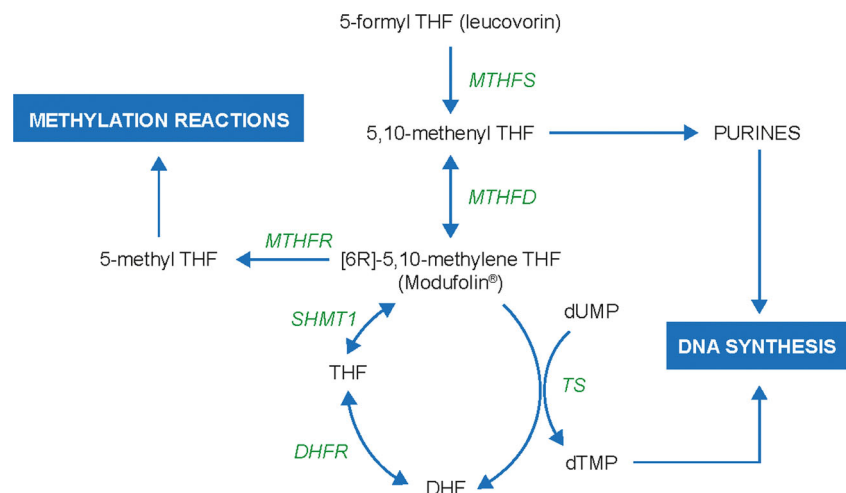 5-formyl THF (leucovorin)
MTHFS
METHYLATION REACTIONS
5,10-methenyl THF
PURINES
MTHFD
MTHFR
5-methyl THF
[6R]-5,10-methylene THF
(Modufolin®)
SHMT1
dUMP
DNA SYNTHESIS
THF
TS
DHFR
dTMP
DHF